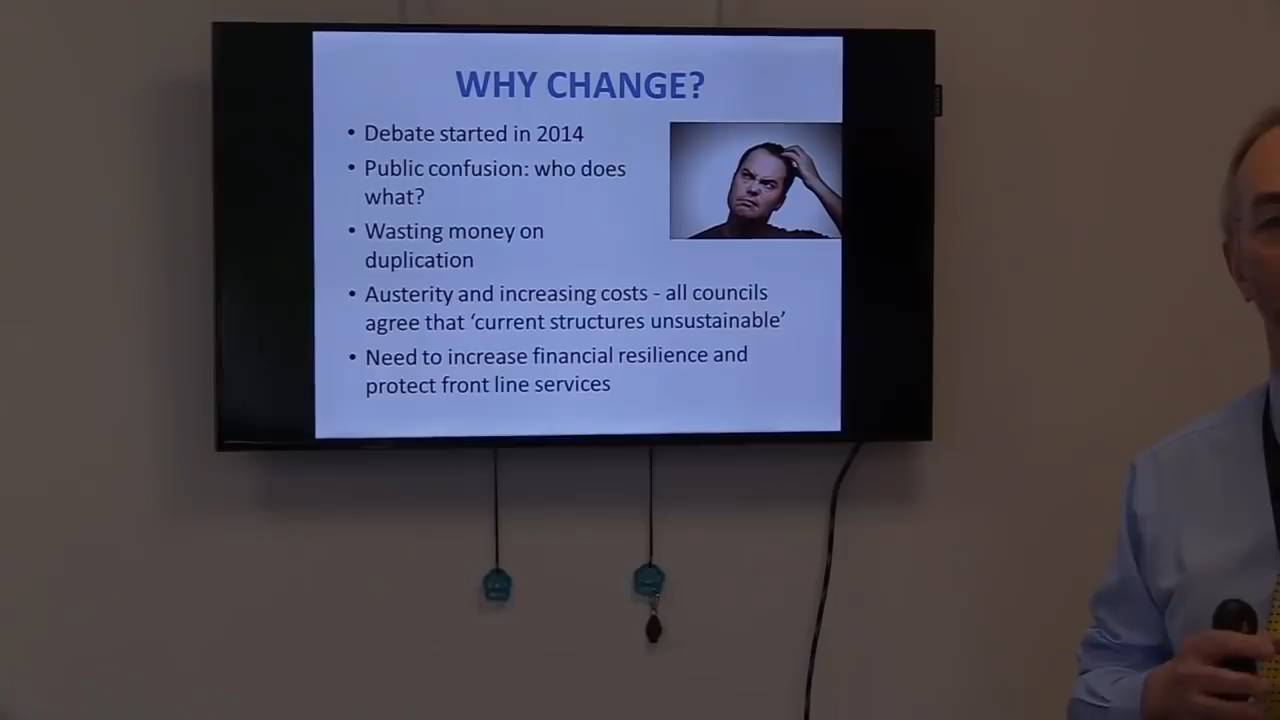 WHY CHANGE?
• Debate started in 2014
• Public confusion: who does
what?
• Wasting money on
duplication
• Austerity and increasing costs - all councils
agree that ‘current structures unsustainable’
• Need to increase financial resilience and
protect front line services